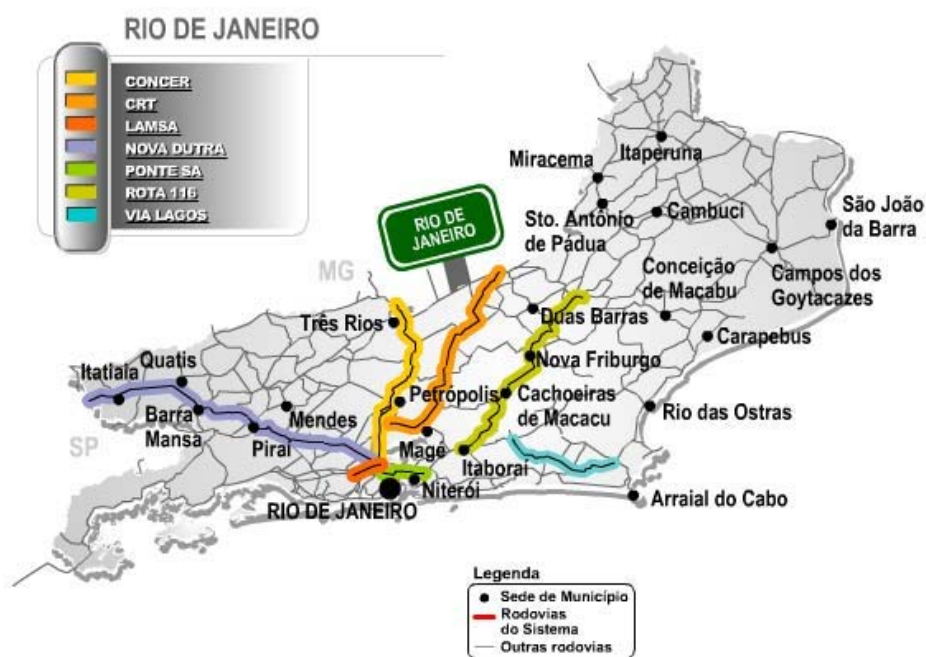 RIO DE JANEIRO
CONCER
CRT
LAMSA
NOVA DUTRA
PONTE SA
ROTA 116
VIA LAGOS
RIO DE
JANEIRO
MG
SP
Itaperuna
Miracema
Sto. Antônio
de Pádua
Cambuci
São João
da Barra
Conceição
de Macabu
Campos dos
Goytacazes
Três Rios
Duas Barras
Carapebus
Quatis
Itatiaia
Nova Friburgo
Petrópolis
Cachoeiras
de Macacu
Rio das Ostras
Barra
Mansa
Mendes
Piraí
Magé
Itaboraí
Niterói
Arraial do Cabo
RIO DE JANEIRO
Legenda
Sede de Município
Rodovias
do Sistema
Outras rodovias